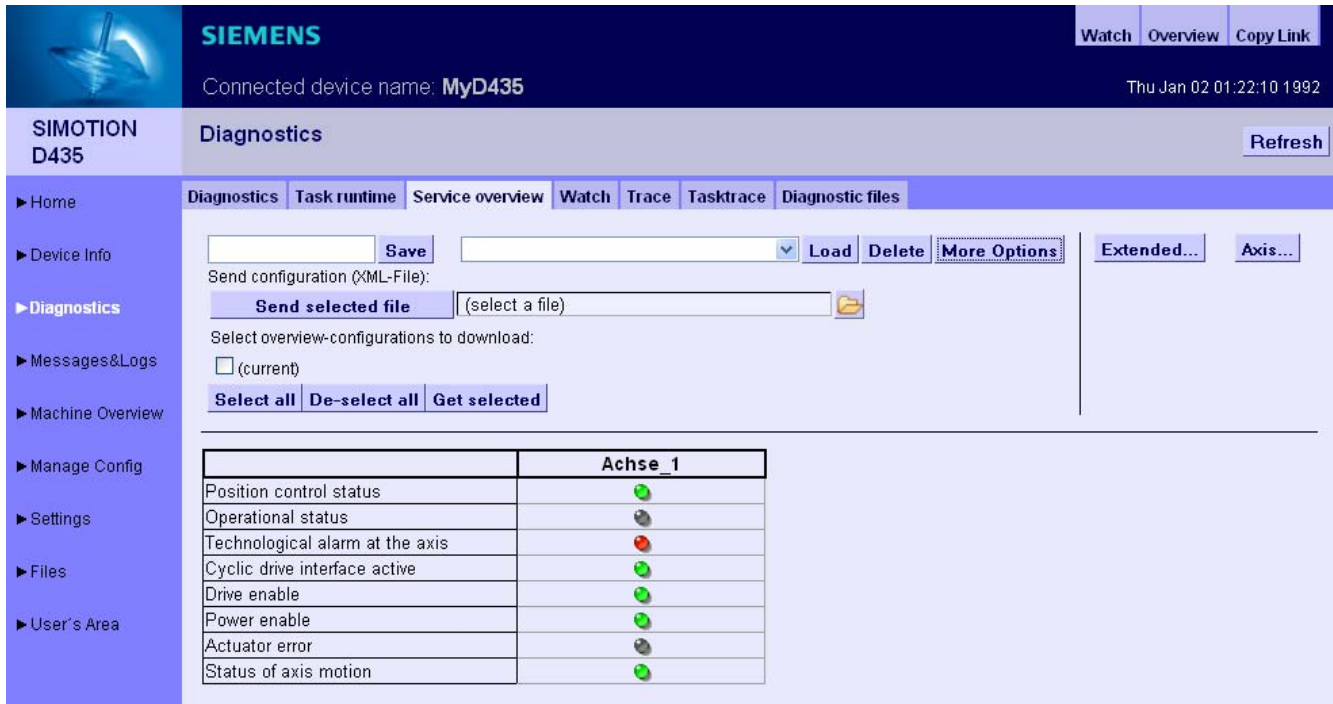 SIEMENS
Watch Overview Copy Link
Connected device name: MyD435
Thu Jan 02 01:22:10 1992
SIMOTION
D435
Diagnostics
Refresh
►Home
►Device Info
►Diagnostics
►Messages&Logs
►Machine Overview
►Manage Config
►Settings
►Files
►User´s Area
Diagnostics Task runtime Service overview Watch Trace Tasktrace Diagnostic files
Save Load Delete More Options Extended... Axis...
Send configuration (XML-File):
Send selected file (select a file)
Select overview-configurations to download:
(current)
Select all De-select all Get selected
Achse_1
Position control status
Operational status
Technological alarm at the axis
Cyclic drive interface active
Drive enable
Power enable
Actuator error
Status of axis motion